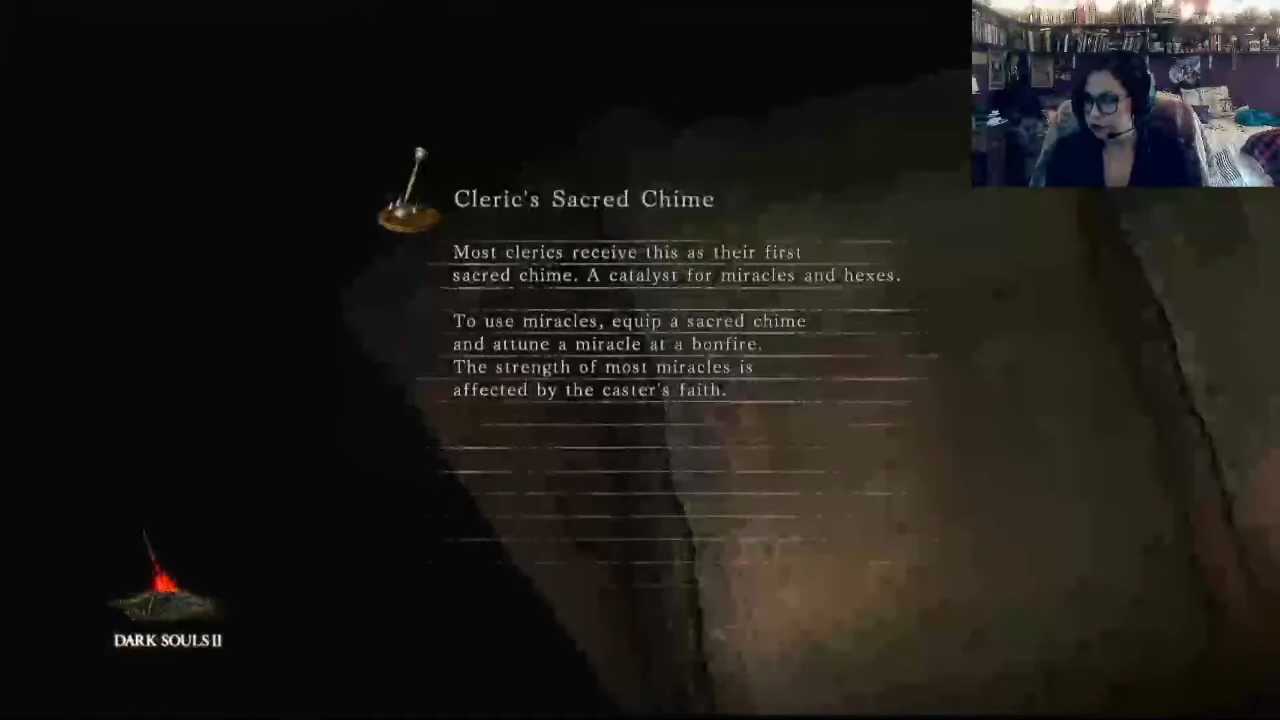 Cleric's Sacred Chime
Most clerics receive this as their first
sacred chime. A catalyst for miracles and hexes.
To use miracles, equip a sacred chime
and attune a miracle at a bonfire.
The strength of most miracles is
affected by the caster's faith.
DARK SOULS II